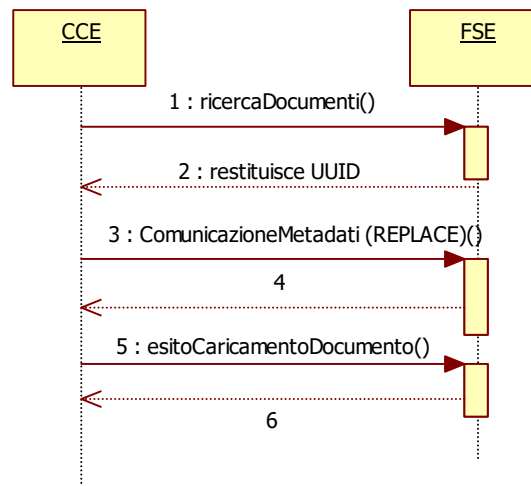 CCE
FSE
1 : ricercaDocumenti()
2 : restituisce UUID
3 : ComunicazioneMetadati (REPLACE)()
4
5 : esitoCaricamentoDocumento()
6